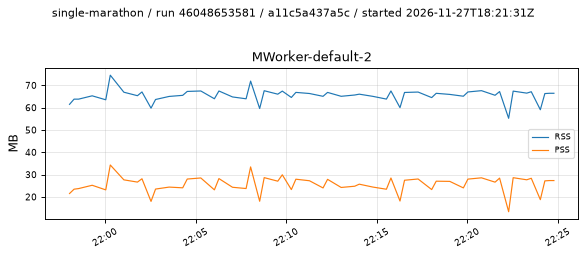 single-marathon / run 46048653581 / a11c5a437a5c / started 2026-11-27T18:21:31Z
MWorker-default-2
MB
70
60
50
40
30
20
RSS
PSS
22:00
22:05
22:10
22:15
22:20
22:25